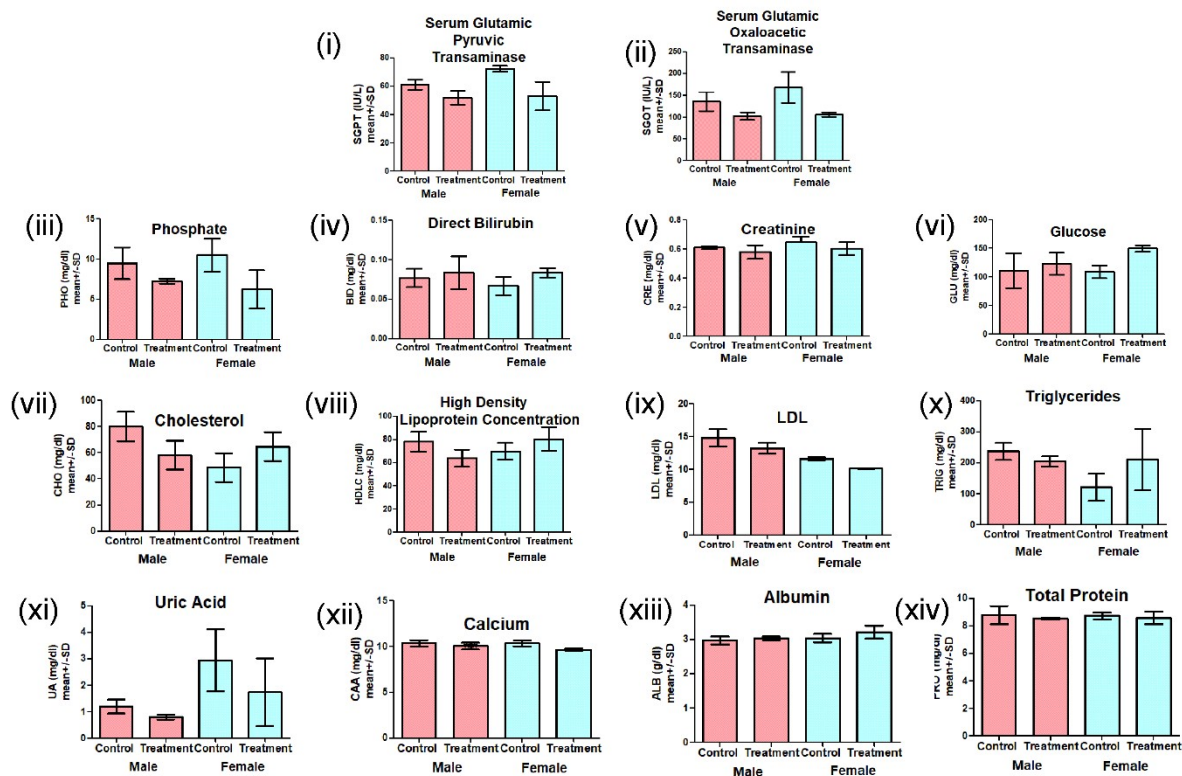 (i)
Serum Glutamic
Pyruvic
Transaminase
80
60
40
20
0
SGPT (IU/L)
mean+/-SD
Control Treatment Control Treatment
Male Female
(ii)
Serum Glutamic
Oxaloacetic
Transaminase
200
150
100
50
0
SGOT (IU/L)
mean+/-SD
Control Treatment Control Treatment
Male Female
(iii)
Phosphate
15
10
5
0
PHO (mg/dl)
mean+/-SD
Control Treatment Control Treatment
Male Female
(iv)
Direct Bilirubin
0.15
0.10
0.05
0.00
BID (mg/dl)
mean+/-SD
Control Treatment Control Treatment
Male Female
(v)
Creatinine
0.8
0.6
0.4
0.2
0.0
CRE (mg/dl)
mean+/-SD
Control Treatment Control Treatment
Male Female
(vi)
Glucose
200
150
100
50
0
GLU (mg/dl)
mean+/-SD
Control Treatment Control Treatment
Male Female
(vii)
Cholesterol
100
80
60
40
20
0
CHO (mg/dl)
mean+/-SD
Control Treatment Control Treatment
Male Female
(viii)
High Density
Lipoprotein Concentration
100
80
60
40
20
0
HDLC (mg/dl)
mean+/-SD
Control Treatment Control Treatment
Male Female
(ix)
LDL
20
15
10
5
0
LDL (mg/dl)
mean+/-SD
Control Treatment Control Treatment
Male Female
(x)
Triglycerides
400
300
200
100
0
TRIG (mg/dl)
mean+/-SD
Control Treatment Control Treatment
Male Female
(xi)
Uric Acid
5
4
3
2
1
0
UA (mg/dl)
mean+/-SD
Control Treatment Control Treatment
Male Female
(xii)
Calcium
15
10
5
0
CAA (mg/dl)
mean+/-SD
Control Treatment Control Treatment
Male Female
(xiii)
Albumin
4
3
2
1
0
ALB (g/dl)
mean+/-SD
Control Treatment Control Treatment
Male Female
(xiv)
Total Protein
10
8
6
4
2
0
PRO (mg/dl)
mean+/-SD
Control Treatment Control Treatment
Male Female